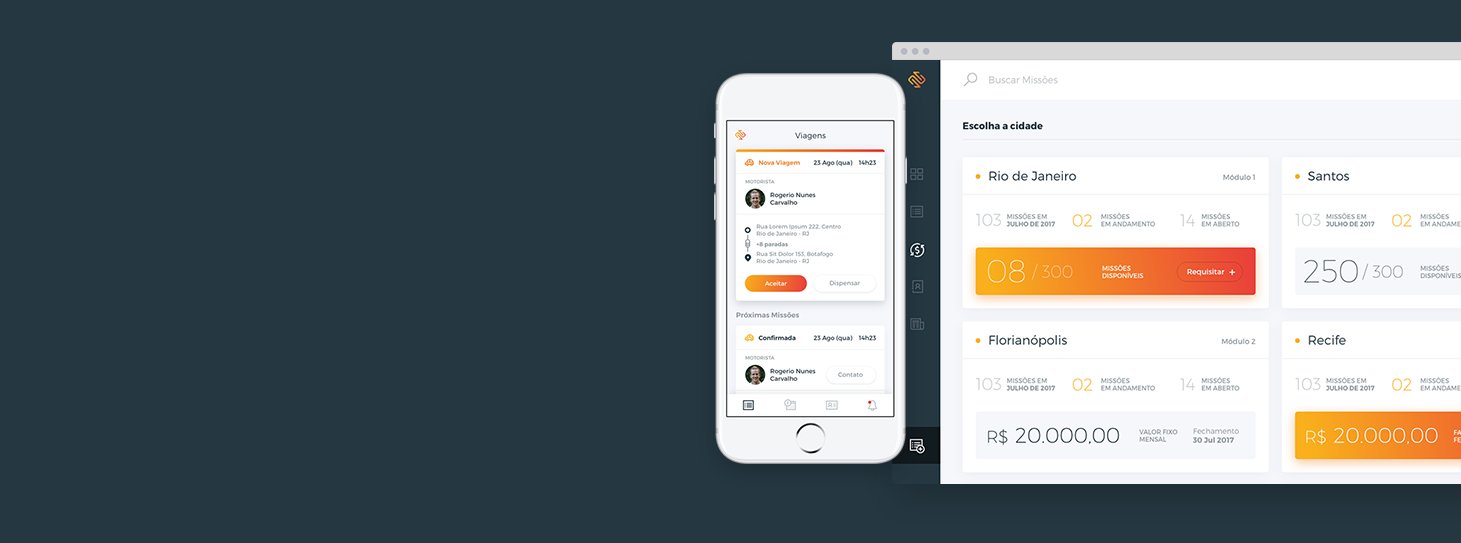 Viagens
Nova Viagem 23 Ago (qua) 14h23
MOTORISTA
Rogerio Nunes
Carvalho
Rua Lorem Ipsum 222, Centro
Rio de Janeiro - RJ
+8 paradas
Rua Sit Dolor 153, Botafogo
Rio de Janeiro - RJ
Aceitar Dispensar
Próximas Missões
Confirmada 23 Ago (qua) 14h23
MOTORISTA
Rogerio Nunes
Carvalho
Contato
Buscar Missões
Escolha a cidade
Rio de Janeiro Módulo 1
103 MISSÕES EM
JULHO DE 2017
02 MISSÕES
EM ANDAMENTO
14 MISSÕES
EM ABERTO
08 / 300 MISSÕES
DISPONÍVEIS
Requisitar +
Santos
103 MISSÕES EM
JULHO DE 2017
02 MISSÕES
EM ANDAME
250 / 300 MISSÕES
DISPONÍVEIS
Florianópolis Módulo 2
103 MISSÕES EM
JULHO DE 2017
02 MISSÕES
EM ANDAMENTO
14 MISSÕES
EM ABERTO
R$ 20.000,00 VALOR FIXO
MENSAL
Fechamento
30 Jul 2017
Recife
103 MISSÕES EM
JULHO DE 2017
02 MISSÕES
EM ANDAME
R$ 20.000,00 FA
FE